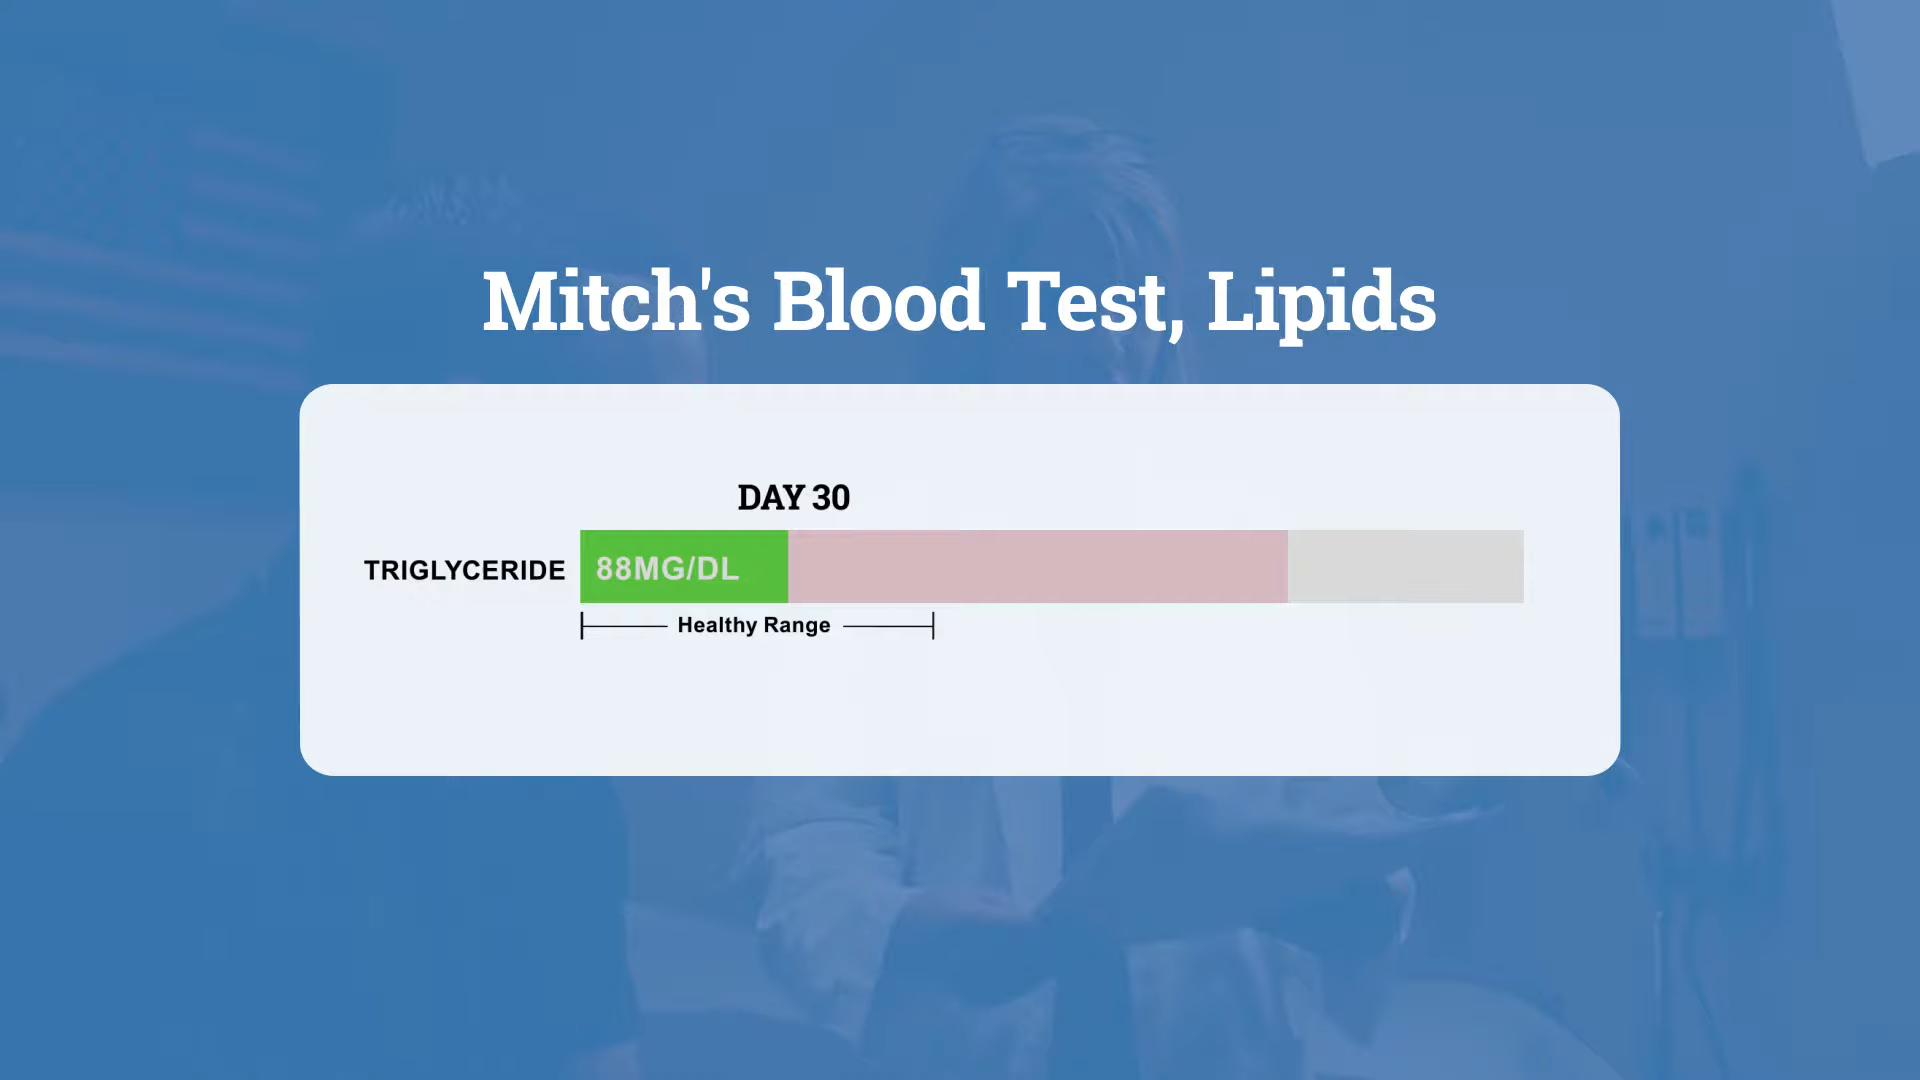 Mitch's Blood Test, Lipids
DAY 30
TRIGLYCERIDE 88MG/DL
Healthy Range